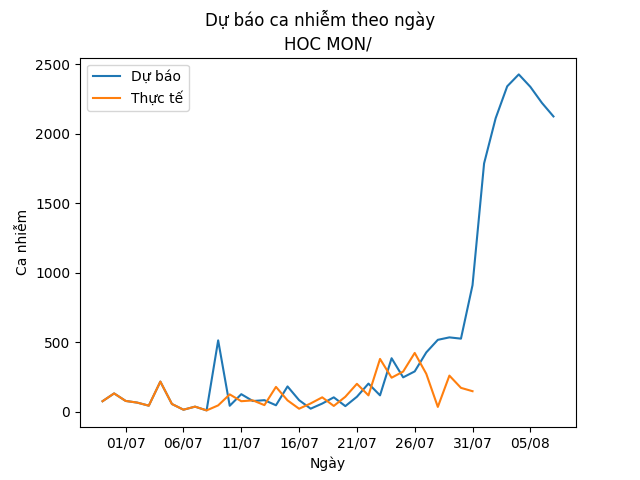 Dự báo ca nhiễm theo ngày
HOC MON/
Dự báo
Thực tế
Ca nhiễm
2500
2000
1500
1000
500
0
01/07 06/07 11/07 16/07 21/07 26/07 31/07 05/08
Ngày